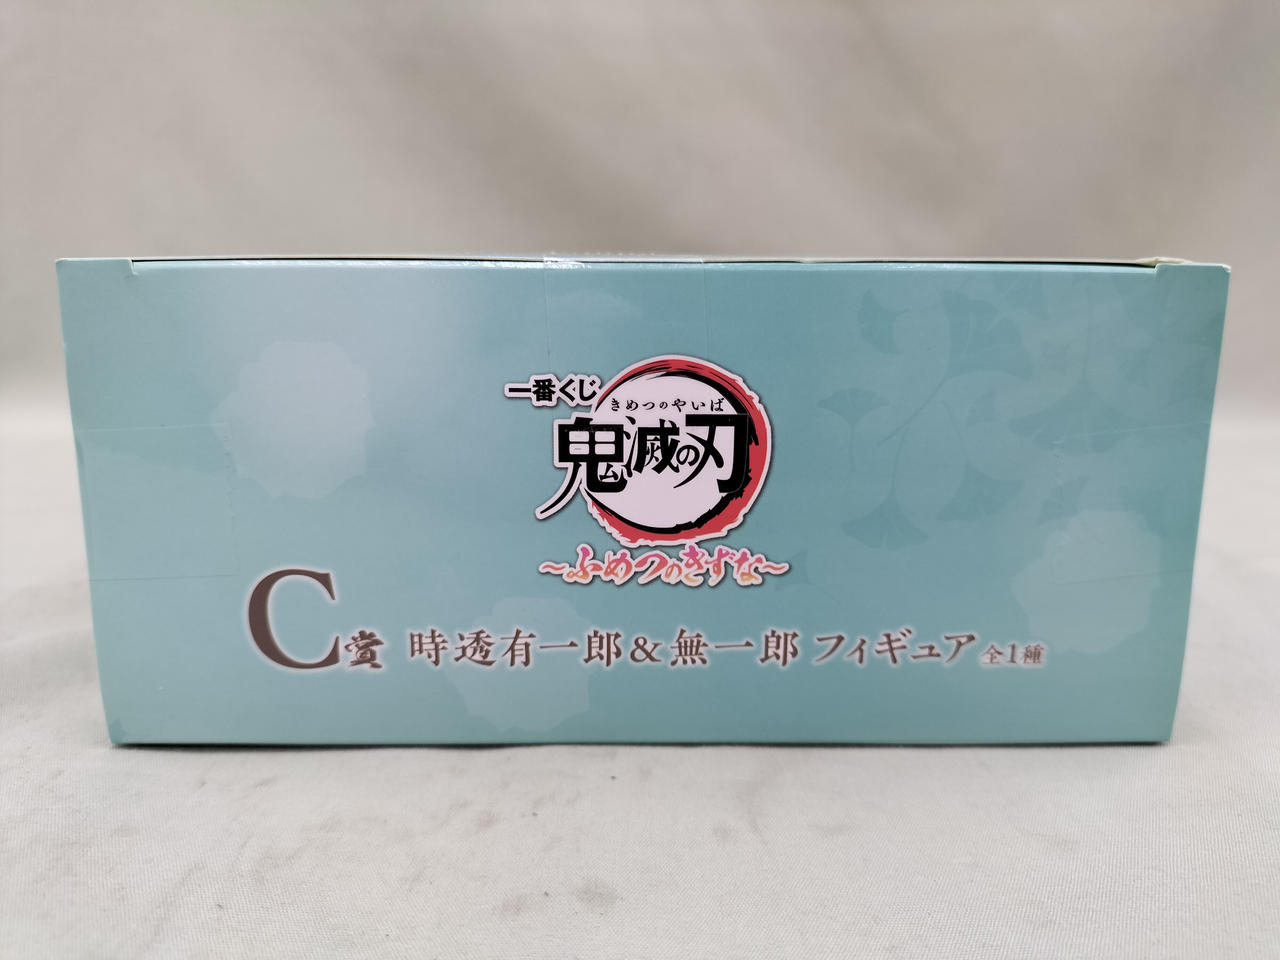 一番くじ
きめつのやいば
鬼滅の刃
～ふめつのきずな～
C賞 時透有一郎＆無一郎 フィギュア 全1種